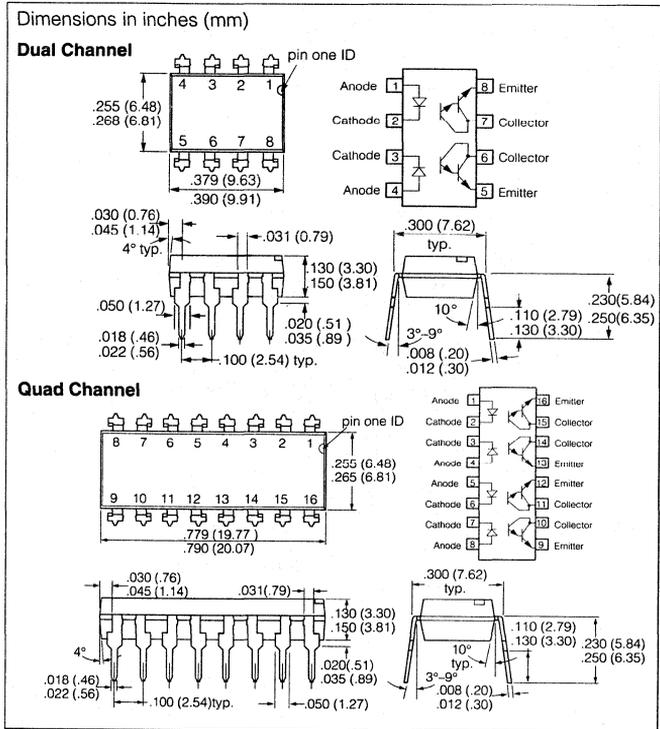 Dimensions in inches (mm)
Dual Channel
pin one ID
4 3 2 1
5 6 7 8
.255 (6.48)
.268 (6.81)
.379 (9.63)
.390 (9.91)
Anode 1
Cathode 2
Cathode 3
Anode 4
8 Emitter
7 Collector
6 Collector
5 Emitter
.030 (0.76)
.045 (1.14)
4° typ.
.031 (0.79)
.130 (3.30)
.150 (3.81)
.050 (1.27)
.020 (.51 )
.035 (.89 )
.018 (.46)
.022 (.56)
.100 (2.54) typ.
.300 (7.62)
typ.
10°
3°-9°
.110 (2.79)
.130 (3.30)
.230(5.84)
.250(6.35)
.008 (.20)
.012 (.30)
Quad Channel
pin one ID
8 7 6 5 4 3 2 1
9 10 11 12 13 14 15 16
.255 (6.48)
.265 (6.81)
.779 (19.77 )
.790 (20.07)
Anode 1
Cathode 2
Cathode 3
Anode 4
Anode 5
Cathode 6
Cathode 7
Anode 8
16 Emitter
15 Collector
14 Collector
13 Emitter
12 Emitter
11 Collector
10 Collector
9 Emitter
.030 (.76)
.045 (1.14)
.031(.79)
.130 (3.30)
.150 (3.81)
4°
.020(.51)
.035 (.89)
.018 (.46)
.022 (.56)
.100 (2.54)typ.
.050 (1.27)
.300 (7.62)
typ.
10°
typ.
3°-9°
.110 (2.79)
.130 (3.30)
.230 (5.84)
.250 (6.35)
.008 (.20)
.012 (.30)